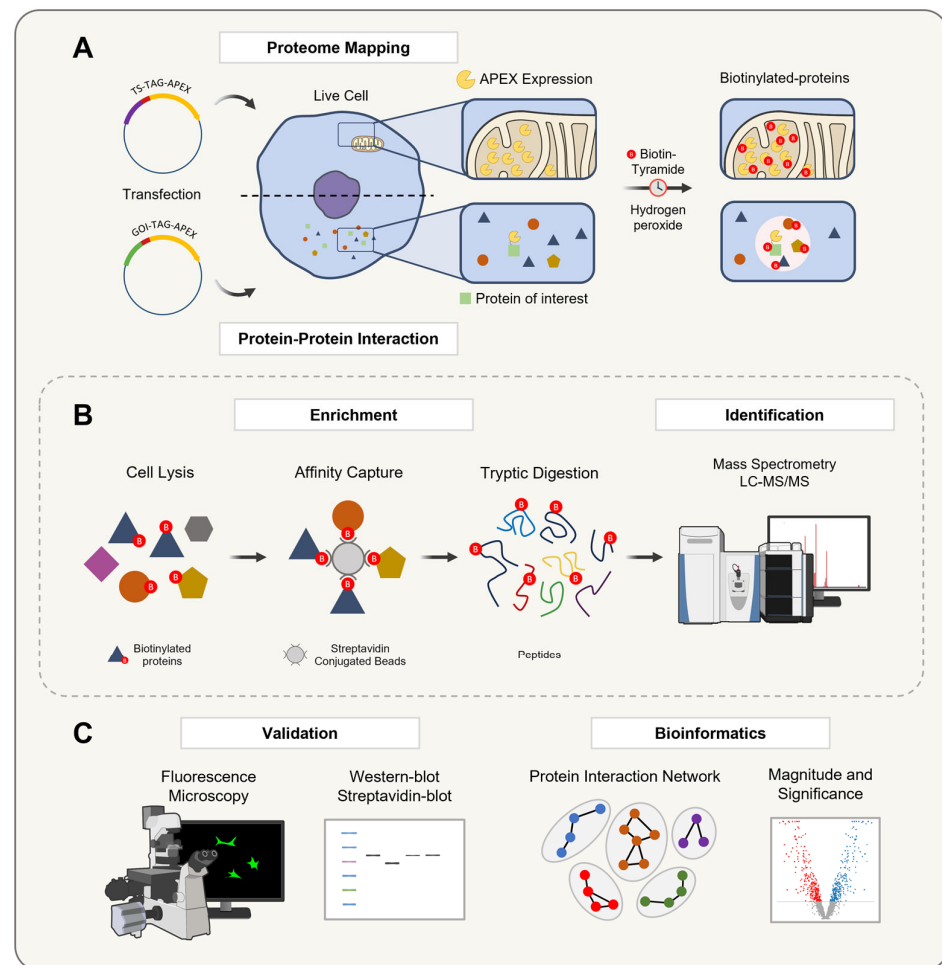 A
Proteome Mapping
TS-TAG-APEX
Live Cell
APEX Expression
Biotinylated-proteins
B
B
B
B
B
B
B
B
B Biotin-
Tyramide
Transfection
Hydrogen
peroxide
GOI-TAG-APEX
B
B
B
B
Protein of interest
Protein-Protein Interaction
B
Enrichment
Identification
Cell Lysis
Affinity Capture
Tryptic Digestion
Mass Spectrometry
LC-MS/MS
B
B
B
B
B
B
B
B
B
B
B
B
B
B
Biotinylated
proteins
B
Streptavidin
Conjugated Beads
Peptides
C
Validation
Bioinformatics
Fluorescence
Microscopy
Western-blot
Streptavidin-blot
Protein Interaction Network
Magnitude and
Significance